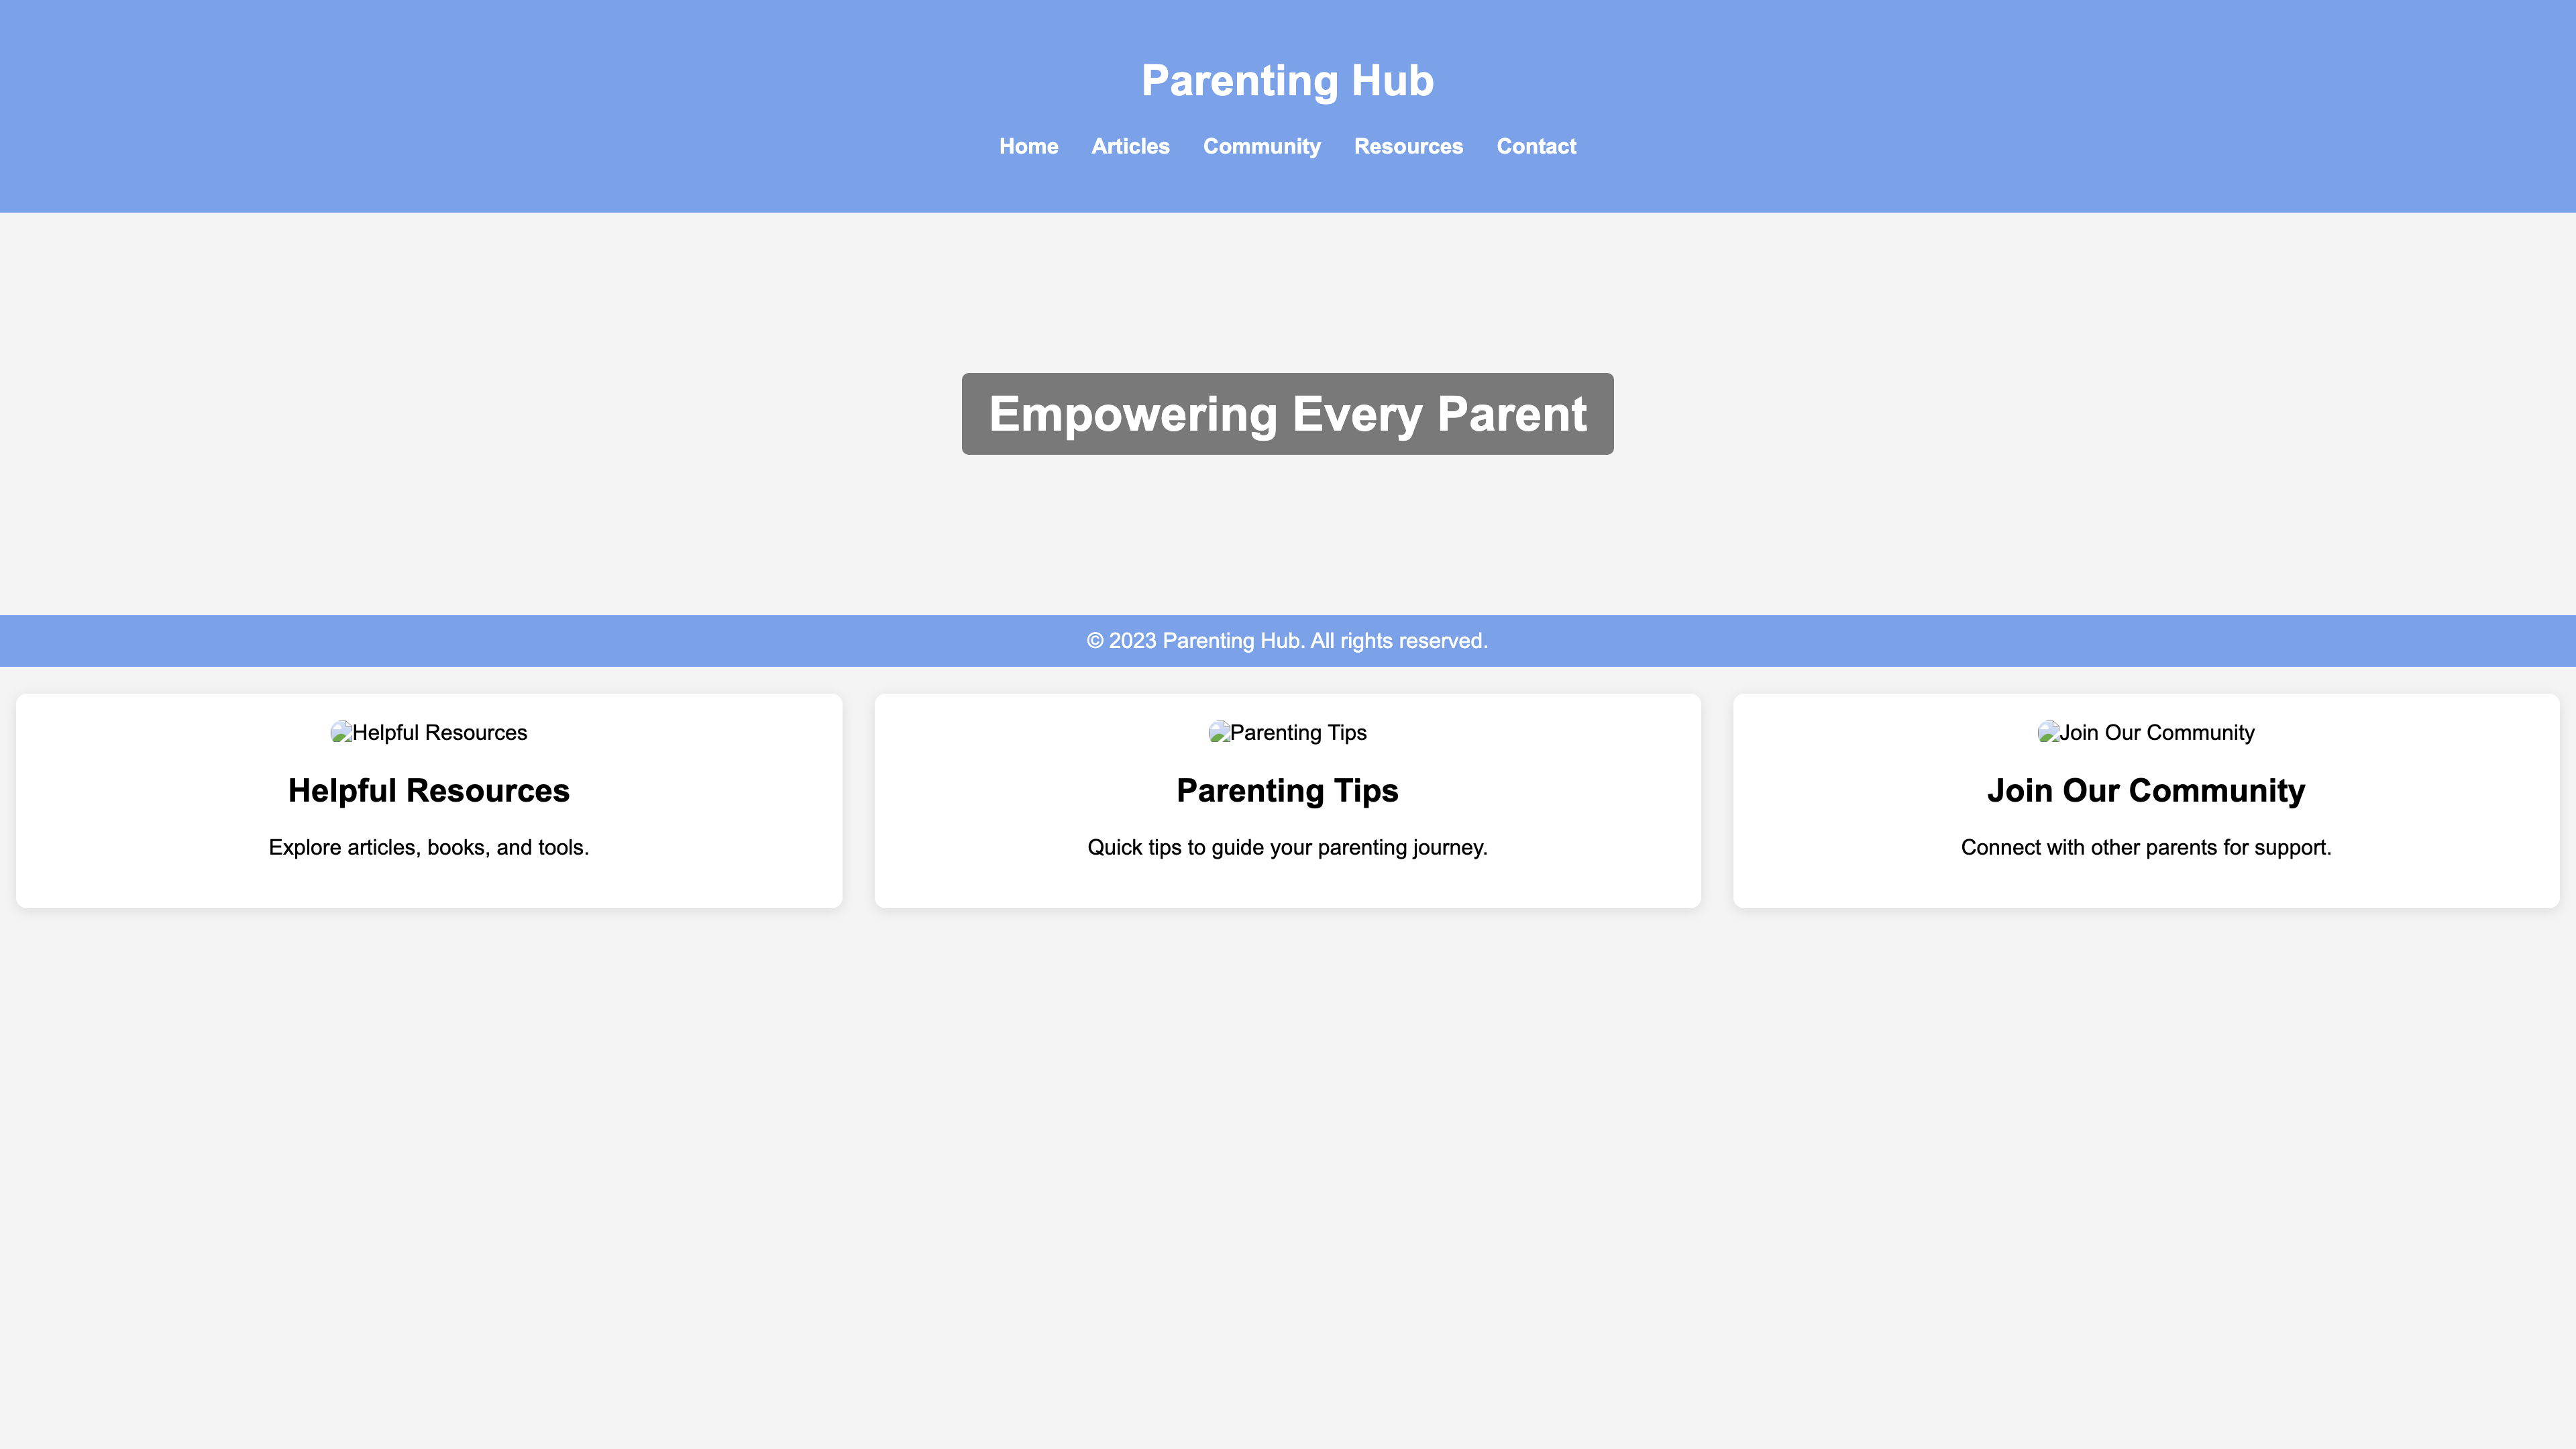 Parenting Hub
Home Articles Community Resources Contact
Empowering Every Parent
© 2023 Parenting Hub. All rights reserved.
Helpful Resources
Helpful Resources
Explore articles, books, and tools.
Parenting Tips
Parenting Tips
Quick tips to guide your parenting journey.
Join Our Community
Join Our Community
Connect with other parents for support.